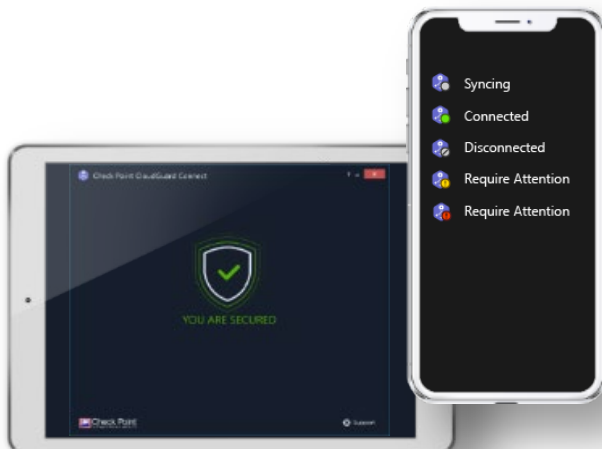 Check Point CloudGuard Connect
YOU ARE SECURED
Check Point
Support
Syncing
Connected
Disconnected
Require Attention
Require Attention